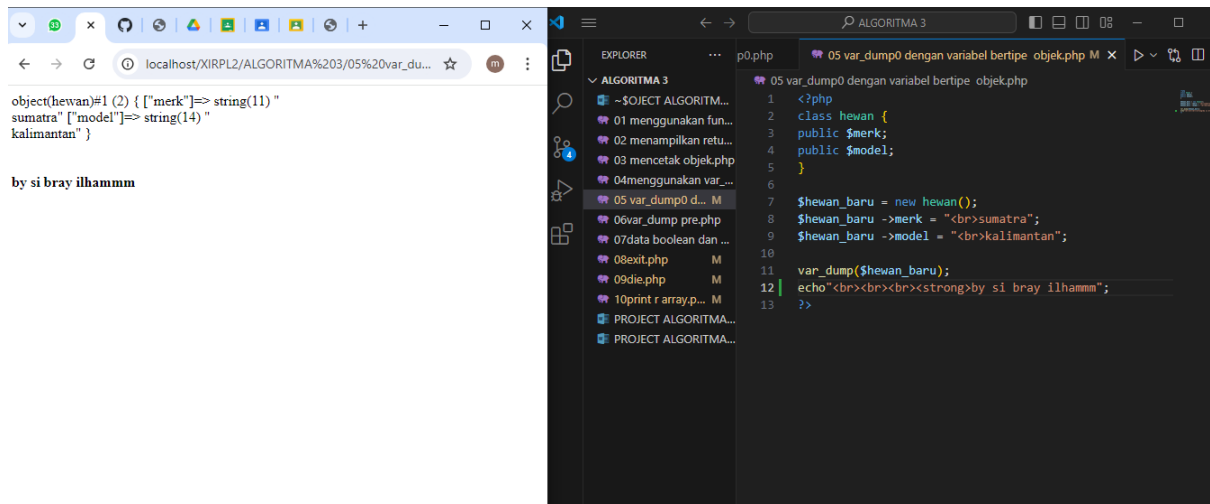 33
localhost/XIRPL2/ALGORITMA%203/05%20var_du...
m
object(hewan)#1 (2) { ["merk"]=> string(11) "
sumatra" ["model"]=> string(14) "
kalimantan" }
by si bray ilhammm
ALGORITMA 3
EXPLORER
ALGORITMA 3
~$OJECT ALGORITM...
01 menggunakan fun...
02 menampilkan retu...
03 mencetak objek.php
04menggunakan var_...
05 var_dump0 d... M
06var_dump pre.php
07data boolean dan ...
08exit.php M
09die.php M
10print r array.p... M
PROJECT ALGORITMA...
PROJECT ALGORITMA...
4
p0.php
05 var_dump0 dengan variabel bertipe objek.php M
05 var_dump0 dengan variabel bertipe objek.php
1 <?php
2 class hewan {
3 public $merk;
4 public $model;
5 }
6
7 $hewan_baru = new hewan();
8 $hewan_baru ->merk = "<br>sumatra";
9 $hewan_baru ->model = "<br>kalimantan";
10
11 var_dump($hewan_baru);
12 echo"<br><br><br><strong>by si bray ilhammm";
13 ?>